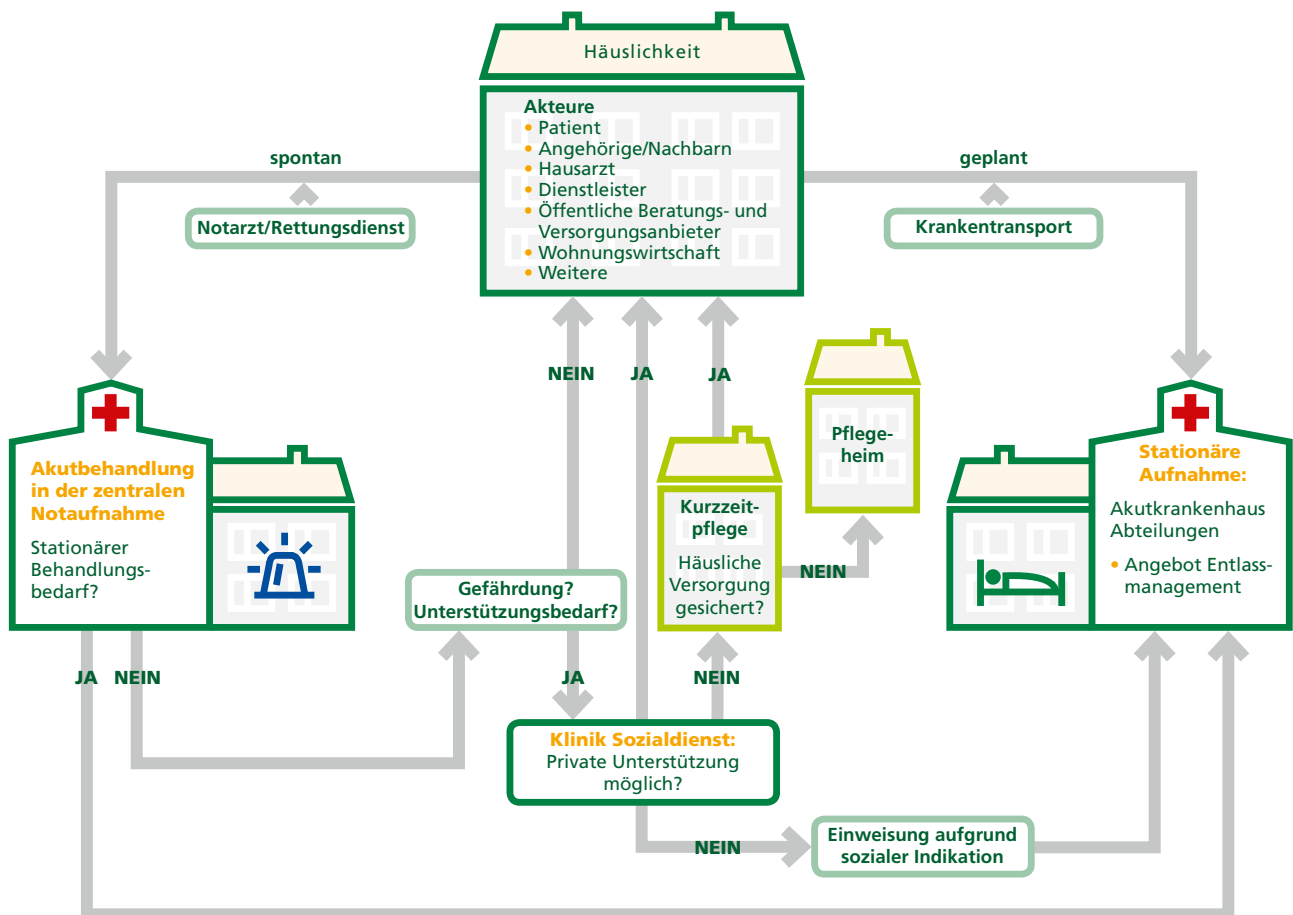 Häuslichkeit
Akteure
• Patient
• Angehörige/Nachbarn
• Hausarzt
• Dienstleister
• Öffentliche Beratungs- und
Versorgungsanbieter
• Wohnungswirtschaft
• Weitere
spontan
Notarzt/Rettungsdienst
geplant
Krankentransport
NEIN
JA
JA
Pflege-
heim
Akutbehandlung
in der zentralen
Notaufnahme
Stationärer
Behandlungs-
bedarf?
Gefährdung?
Unterstützungsbedarf?
Kurzzeit-
pflege
Häusliche
Versorgung
gesichert?
NEIN
Stationäre
Aufnahme:
Akutkrankenhaus
Abteilungen
• Angebot Entlass-
management
JA
NEIN
JA
NEIN
Klinik Sozialdienst:
Private Unterstützung
möglich?
NEIN
Einweisung aufgrund
sozialer Indikation